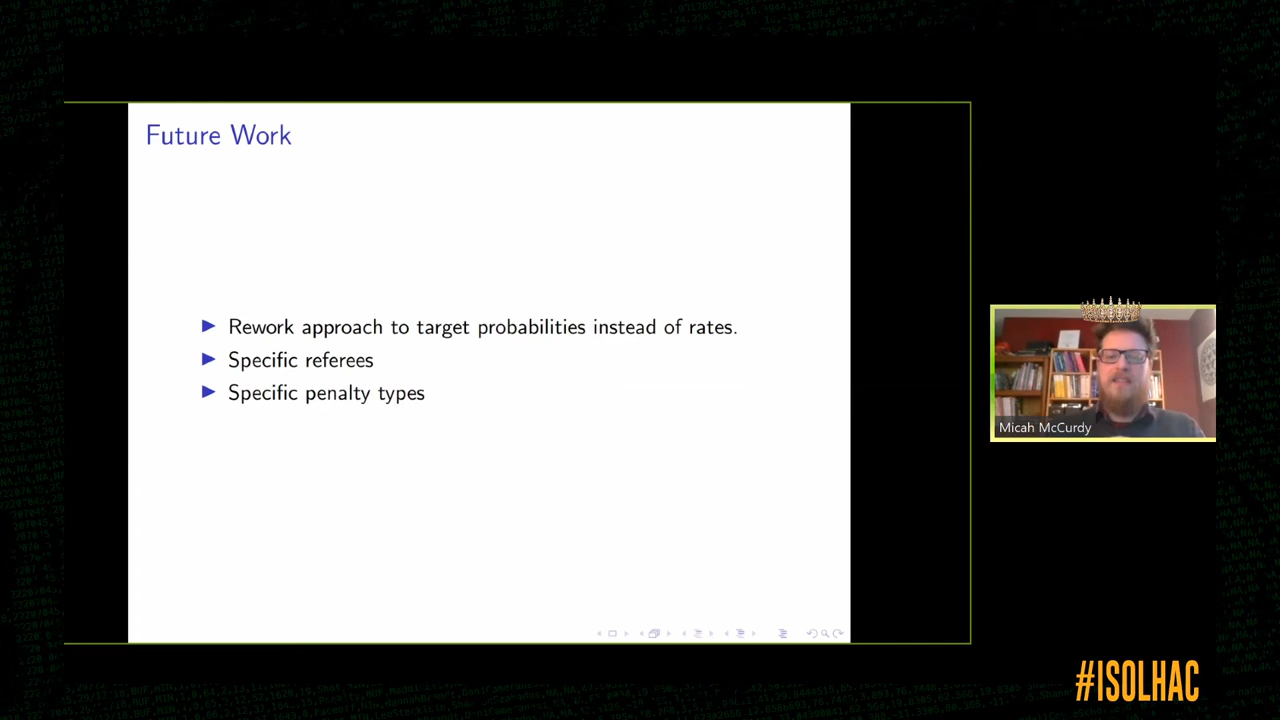 Future Work
Rework approach to target probabilities instead of rates.
Specific referees
Specific penalty types
Micah McCurdy
#ISOLHAC